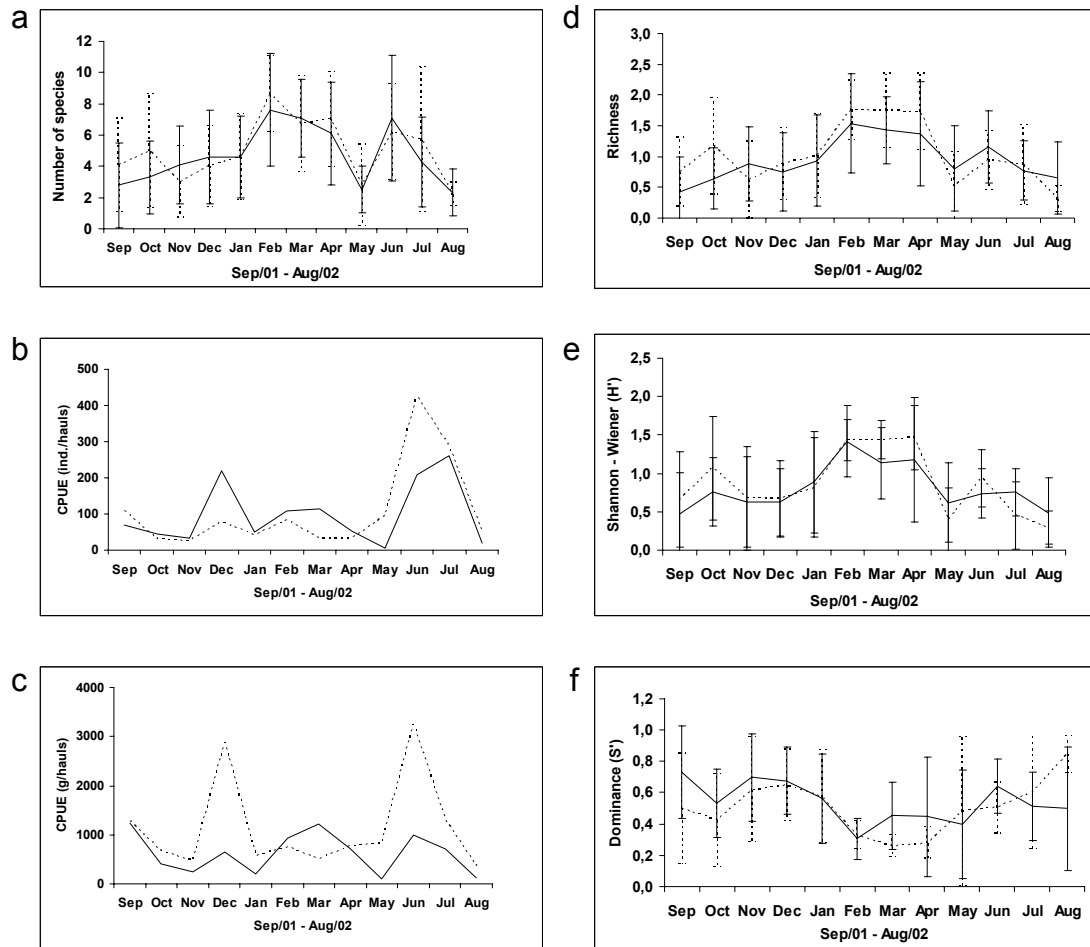 a
Number of species
14
12
10
8
6
4
2
0
Sep Oct Nov Dec Jan Feb Mar Apr May Jun Jul Aug
Sep/01 - Aug/02
d
Richness
3,0
2,5
2,0
1,5
1,0
0,5
0,0
Sep Oct Nov Dec Jan Feb Mar Apr May Jun Jul Aug
Sep/01 - Aug/02
b
CPUE (ind./hauls)
500
400
300
200
100
0
Sep Oct Nov Dec Jan Feb Mar Apr May Jun Jul Aug
Sep/01 - Aug/02
e
Shannon - Wiener (H')
2,5
2,0
1,5
1,0
0,5
0,0
Sep Oct Nov Dec Jan Feb Mar Apr May Jun Jul Aug
Sep/01 - Aug/02
c
CPUE (g/hauls)
4000
3000
2000
1000
0
Sep Oct Nov Dec Jan Feb Mar Apr May Jun Jul Aug
Sep/01 - Aug/02
f
Dominance (S')
1,2
1,0
0,8
0,6
0,4
0,2
0,0
Sep Oct Nov Dec Jan Feb Mar Apr May Jun Jul Aug
Sep/01 - Aug/02